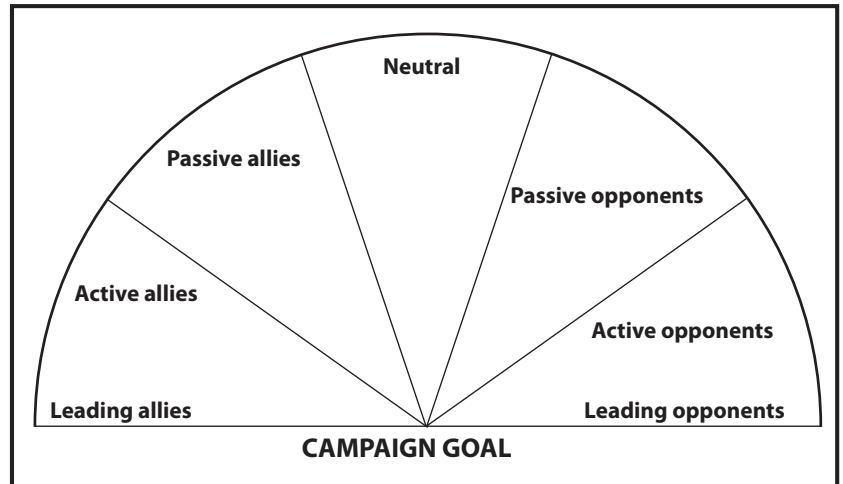 Neutral
Passive allies
Passive opponents
Active allies
Active opponents
Leading allies
Leading opponents
CAMPAIGN GOAL